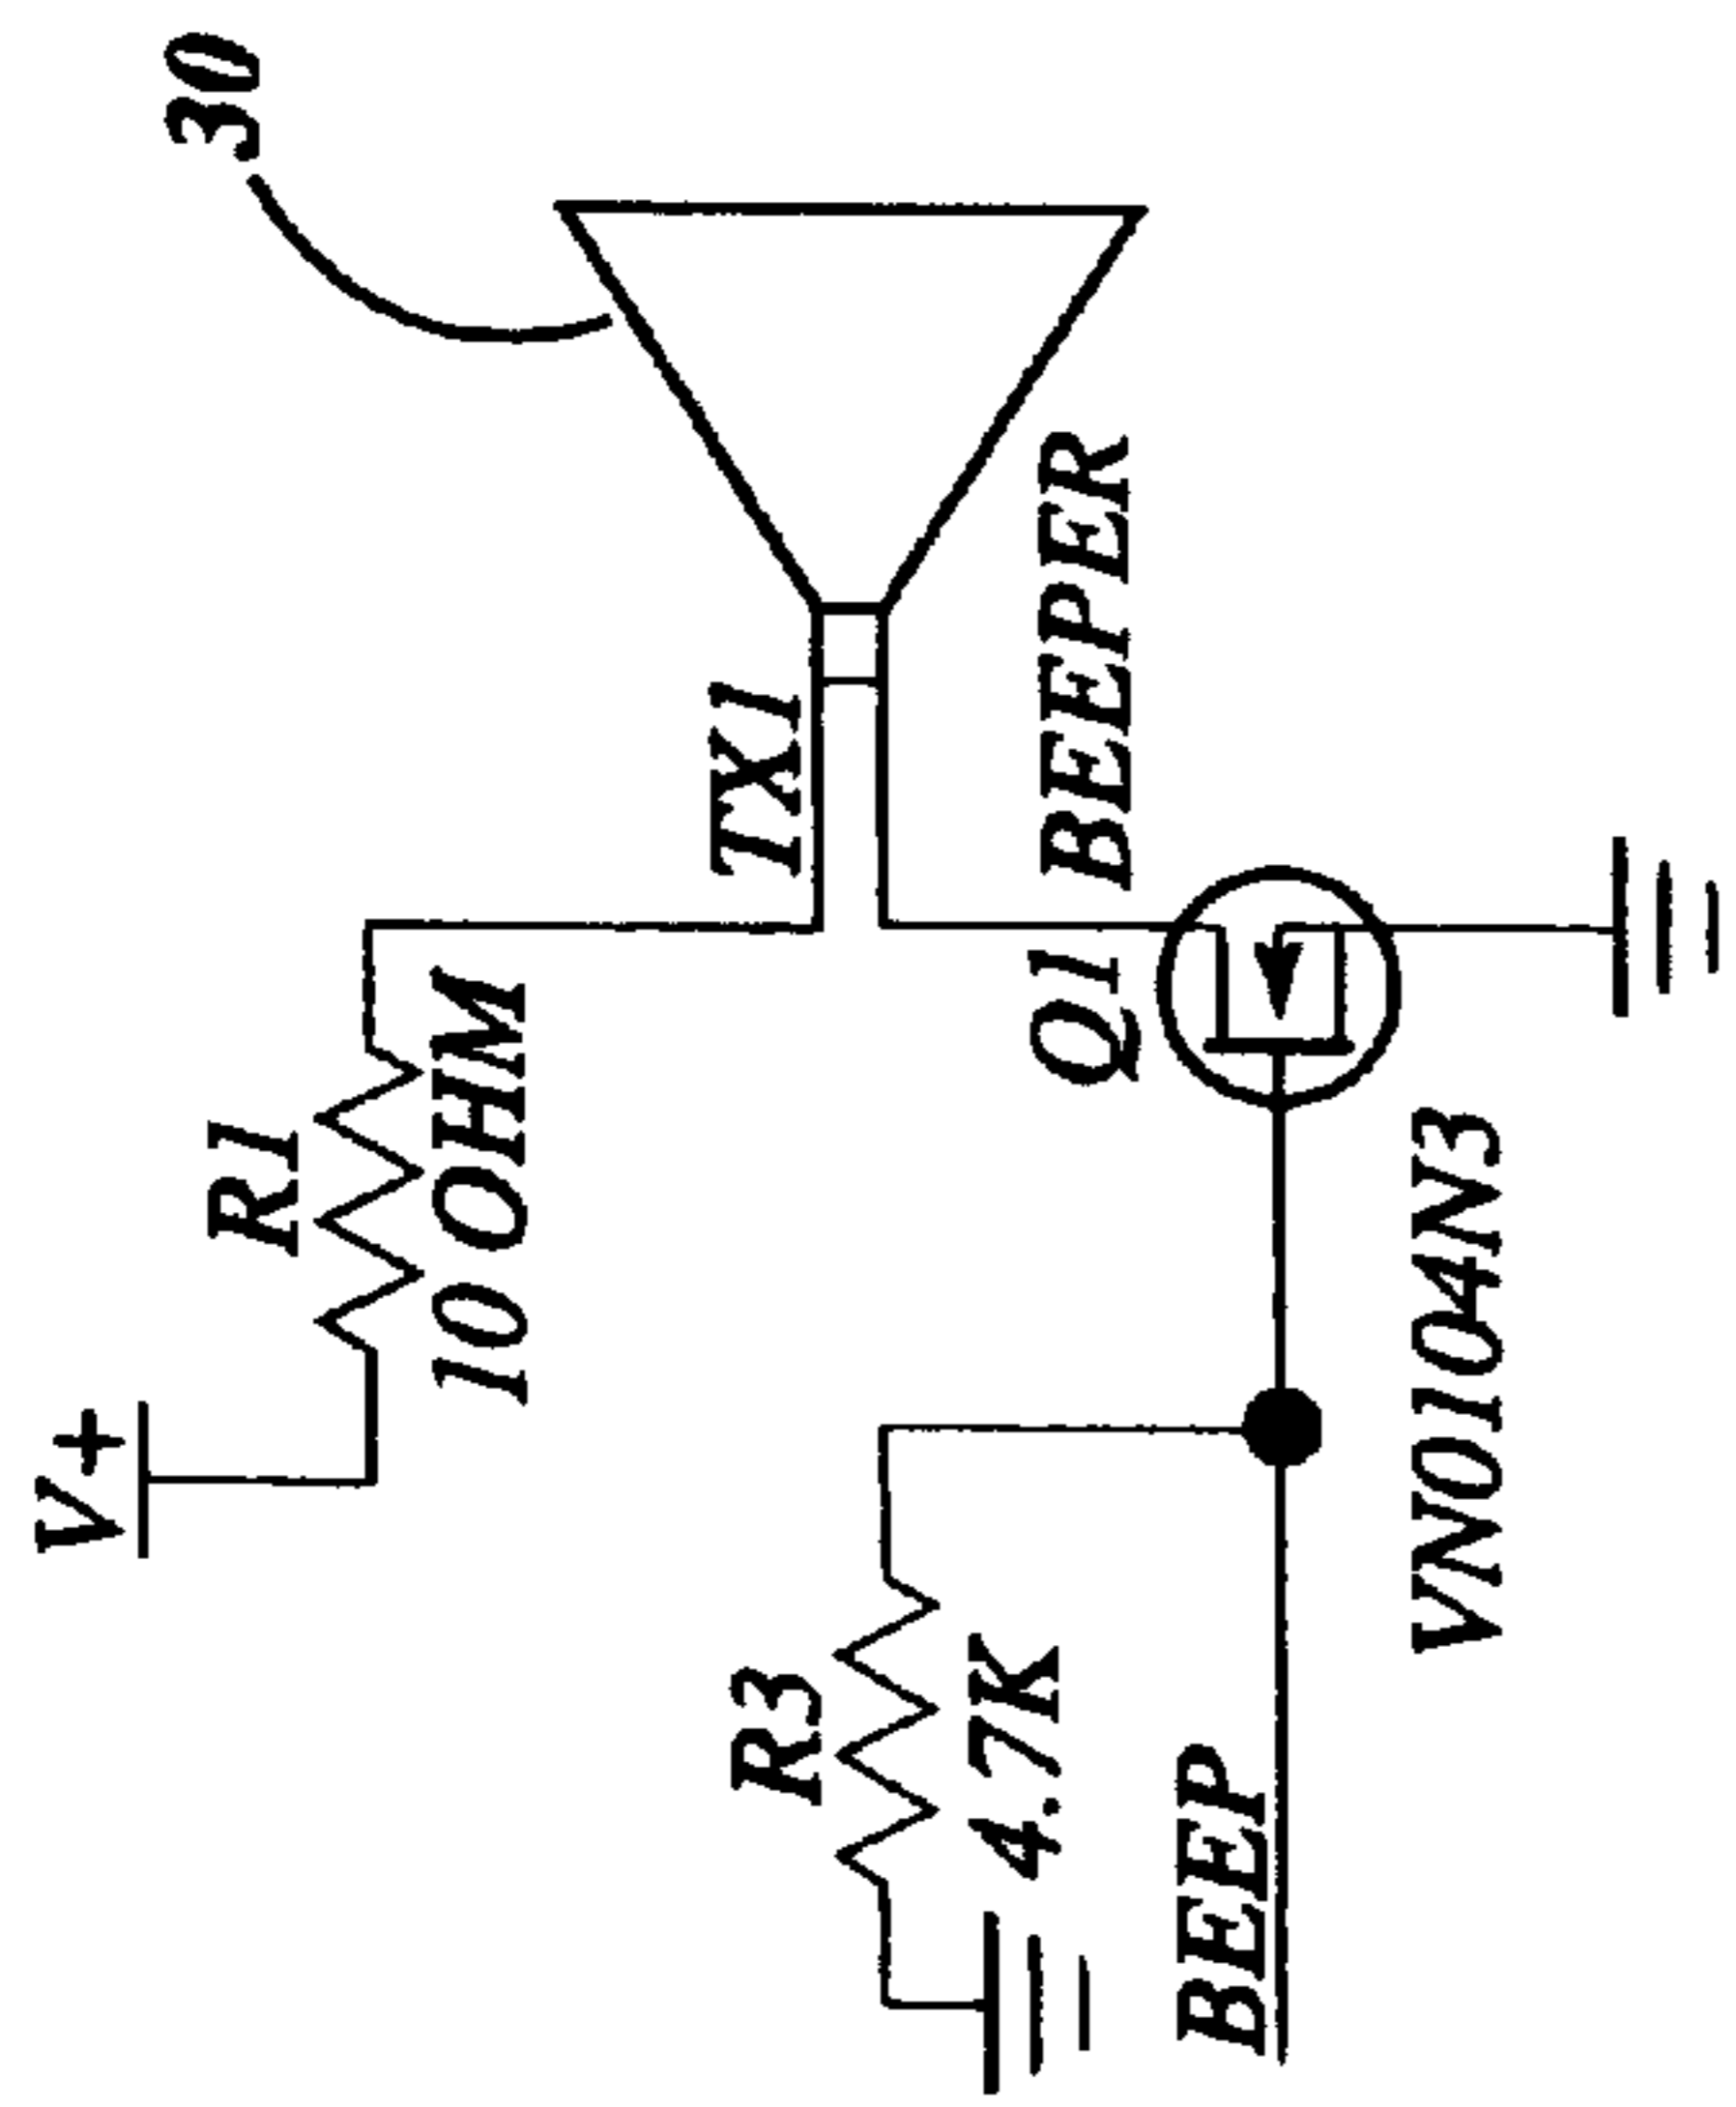 V+
R1
10 OHM
30
TX1
BEEPER
Q1
R3
4.7K
BEEP
VN0104N3